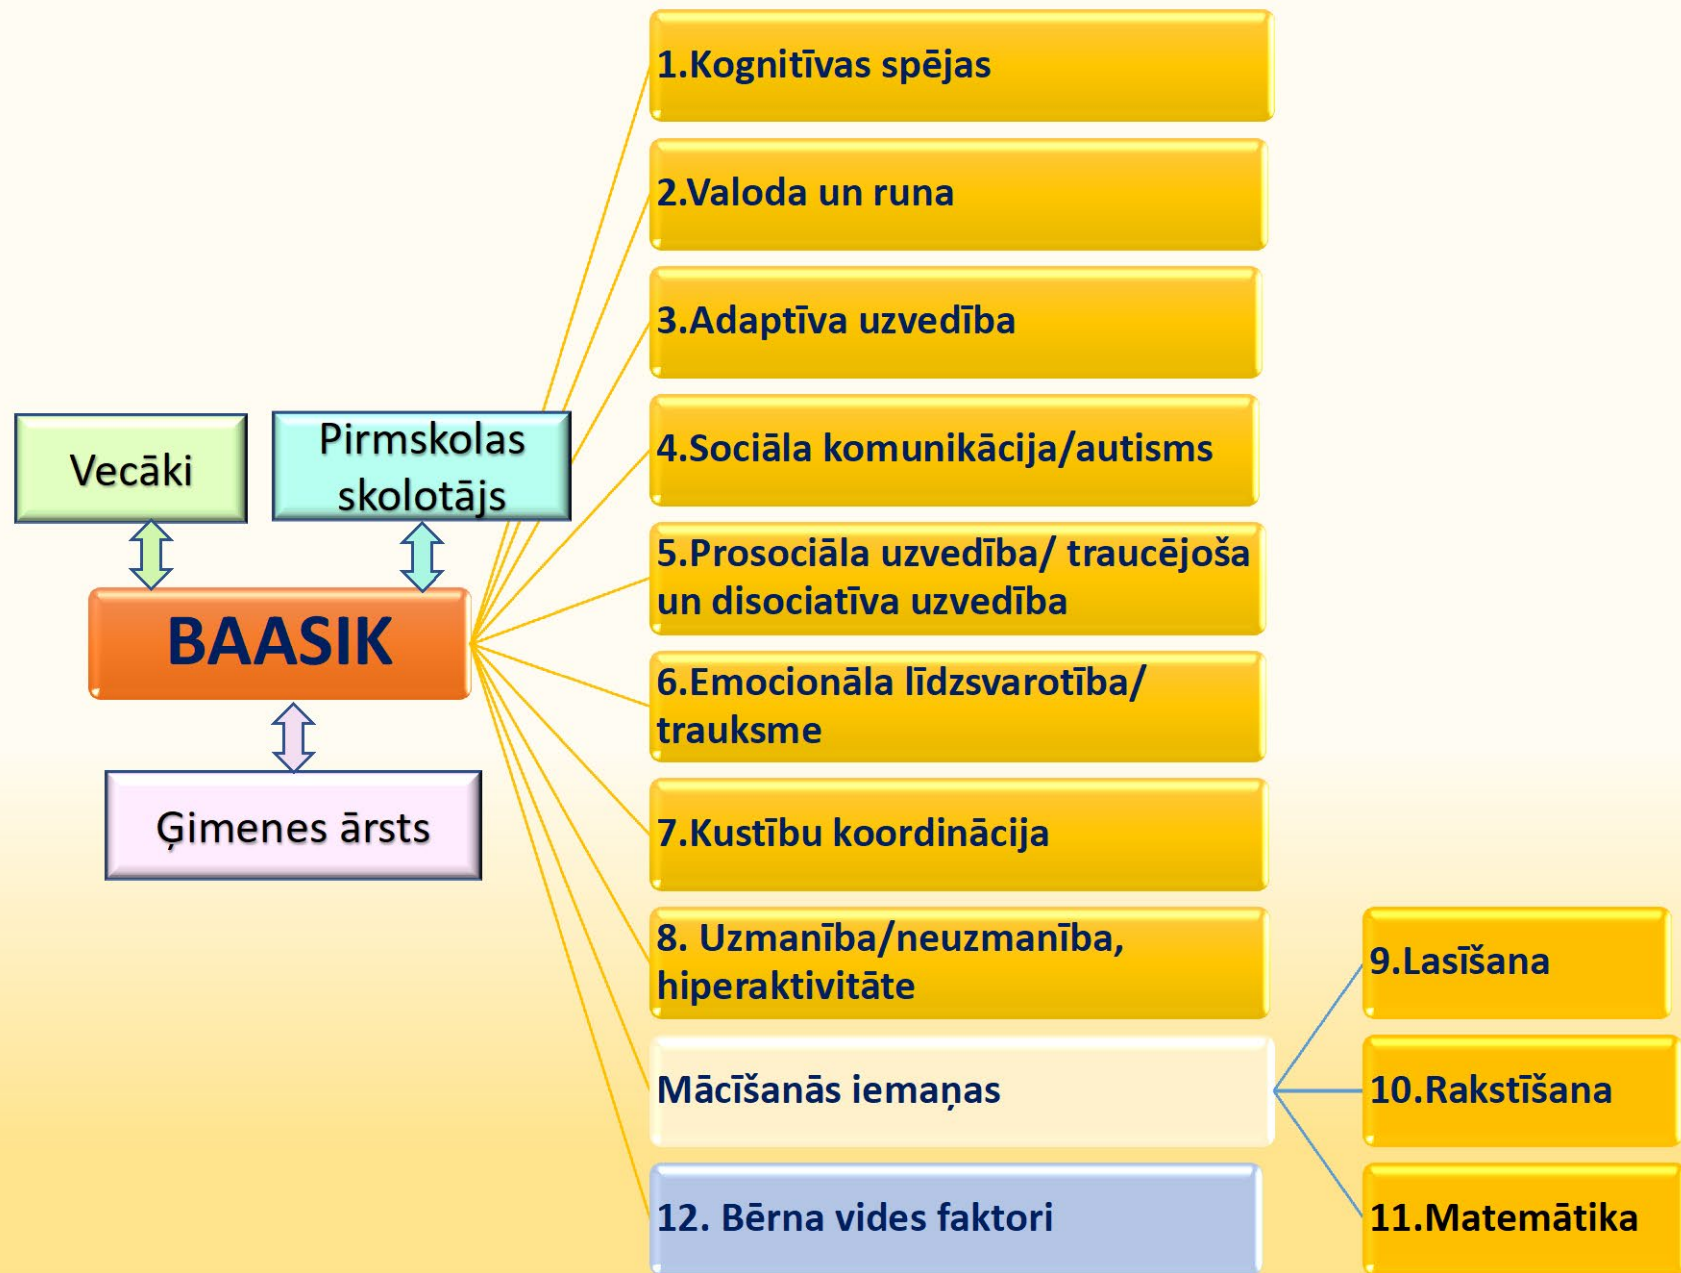 Vecāki
Pirmskolas
skolotājs
BAASIK
Ģimenes ārsts
1.Kognitīvas spējas
2.Valoda un runa
3.Adaptīva uzvedība
4.Sociāla komunikācija/autisms
5.Prosociāla uzvedība/ traucējoša
un disociatīva uzvedība
6.Emocionāla līdzsvarotība/
trauksme
7.Kustību koordinācija
8. Uzmanība/neuzmanība,
hiperaktivitāte
Mācīšanās iemaņas
9.Lasīšana
10.Rakstīšana
11.Matemātika
12. Bērna vides faktori